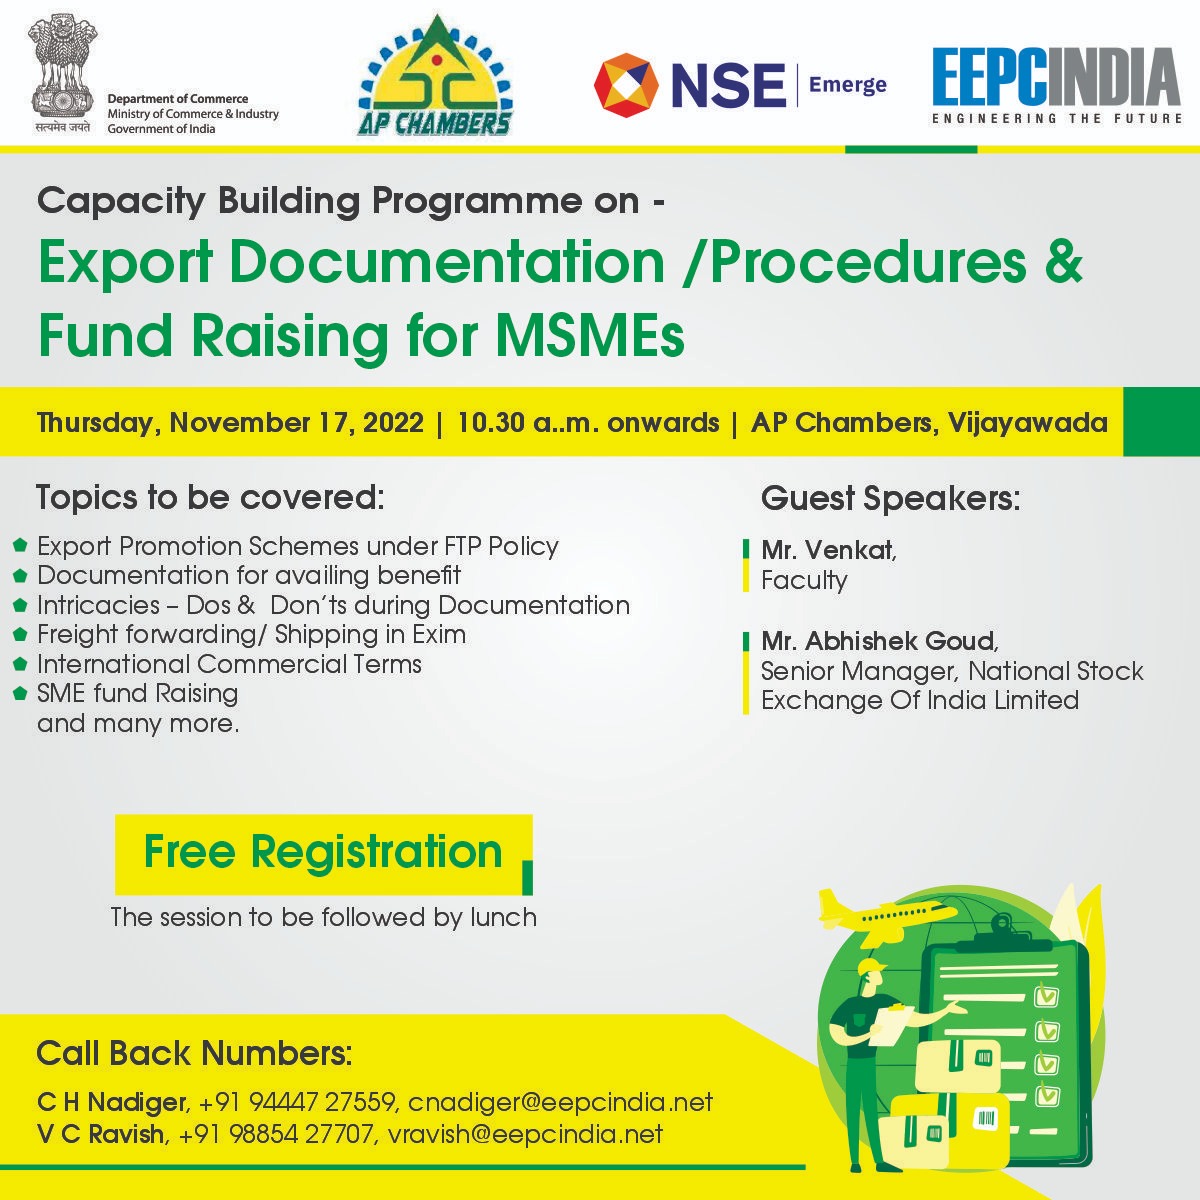 सत्यमेव जयते
Department of Commerce
Ministry of Commerce & Industry
Government of India
AP CHAMBERS
NSE | Emerge
EEPCINDIA
ENGINEERING THE FUTURE
Capacity Building Programme on -
Export Documentation /Procedures &
Fund Raising for MSMEs
Thursday, November 17, 2022 | 10.30 a..m. onwards | AP Chambers, Vijayawada
Topics to be covered:
Export Promotion Schemes under FTP Policy
Documentation for availing benefit
Intricacies – Dos &  Don’ts during Documentation
Freight forwarding/ Shipping in Exim
International Commercial Terms
SME fund Raising
and many more.
Guest Speakers:
Mr. Venkat,
Faculty
Mr. Abhishek Goud,
Senior Manager, National Stock
Exchange Of India Limited
Free Registration
The session to be followed by lunch
Call Back Numbers:
C H Nadiger, +91 94447 27559, cnadiger@eepcindia.net
V C Ravish, +91 98854 27707, vravish@eepcindia.net